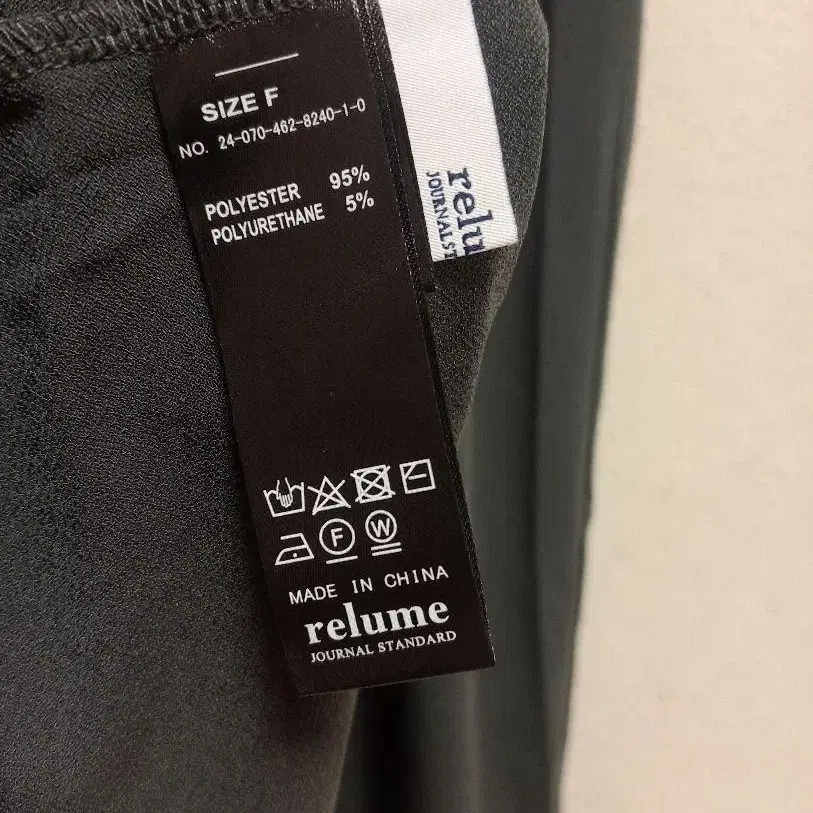 SIZE F
NO. 24-070-462-8240-1-0
POLYESTER 95%
POLYURETHANE 5%
relu
JOURNAL
F W
MADE IN CHINA
relume
JOURNAL STANDARD